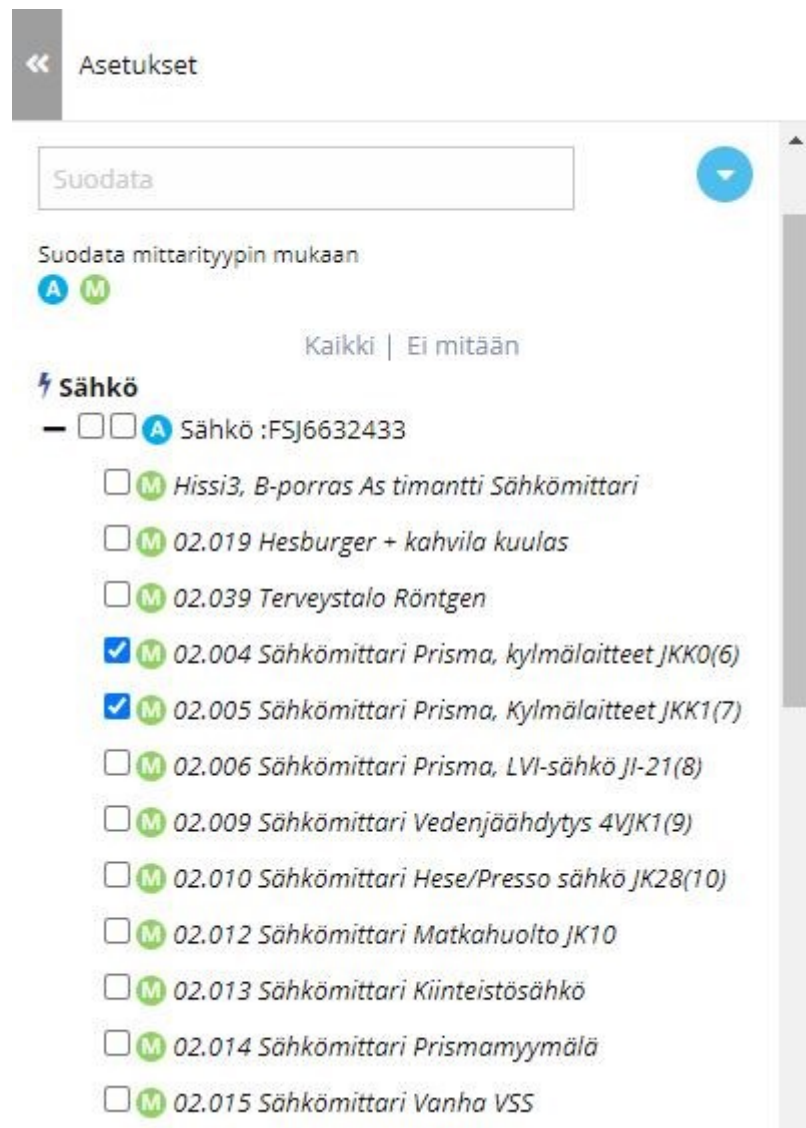 « Asetukset
Suodata
Suodata mittarityypin mukaan
A M
Kaikki | Ei mitään
Sähkö
A Sähkö :FSJ6632433
M Hissi3, B-porras As timantti Sähkömittari
M 02.019 Hesburger + kahvila kuulas
M 02.039 Terveystalo Röntgen
M 02.004 Sähkömittari Prisma, kylmälaitteet JKK0(6)
M 02.005 Sähkömittari Prisma, Kylmälaitteet JKK1(7)
M 02.006 Sähkömittari Prisma, LVI-sähkö JI-21(8)
M 02.009 Sähkömittari Vedenjäähdytys 4VJK1(9)
M 02.010 Sähkömittari Hese/Presso sähkö JK28(10)
M 02.012 Sähkömittari Matkahuolto JK10
M 02.013 Sähkömittari Kiinteistösähkö
M 02.014 Sähkömittari Prismamyymälä
M 02.015 Sähkömittari Vanha VSS